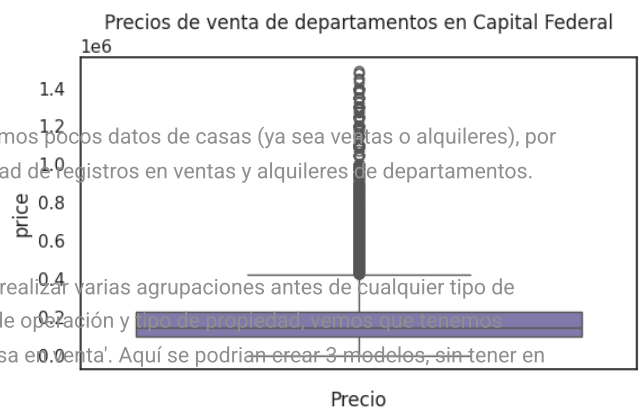 Precios de venta de departamentos en Capital Federal
1e6
1.4
1.2
mos pocos datos de casas (ya sea ventas o alquileres), por
1.0
ad de registros en ventas y alquileres de departamentos.
0.8
price
0.6
0.4
realizar varias agrupaciones antes de cualquier tipo de
0.2
de operación y tipo de propiedad, vemos que tenemos
0.0
sa en venta'. Aquí se podrian crear 3 modelos, sin tener en
Precio